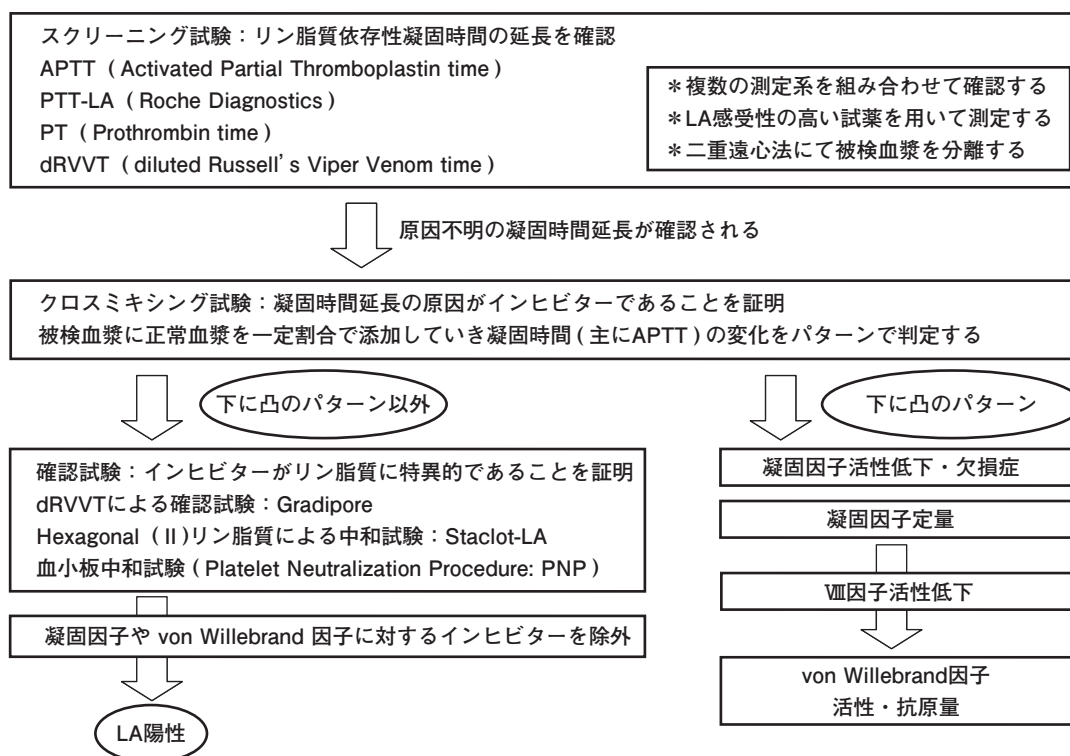 スクリーニング試験：リン脂質依存性凝固時間の延長を確認
APTT（Activated Partial Thromboplastin time）
PTT-LA（Roche Diagnostics）
PT（Prothrombin time）
dRVVT（diluted Russell’s Viper Venom time）
＊複数の測定系を組み合わせて確認する
＊LA感受性の高い試薬を用いて測定する
＊二重遠心法にて被検血漿を分離する
原因不明の凝固時間延長が確認される
クロスミキシング試験：凝固時間延長の原因がインヒビターであることを証明
被検血漿に正常血漿を一定割合で添加していき凝固時間（主にAPTT）の変化をパターンで判定する
下に凸のパターン以外
下に凸のパターン
確認試験：インヒビターがリン脂質に特異的であることを証明
dRVVTによる確認試験：Gradipore
Hexagonal（Ⅱ）リン脂質による中和試験：Staclot-LA
血小板中和試験（Platelet Neutralization Procedure: PNP）
凝固因子や von Willebrand 因子に対するインヒビターを除外
LA陽性
凝固因子活性低下・欠損症
凝固因子定量
Ⅷ因子活性低下
von Willebrand因子
活性・抗原量